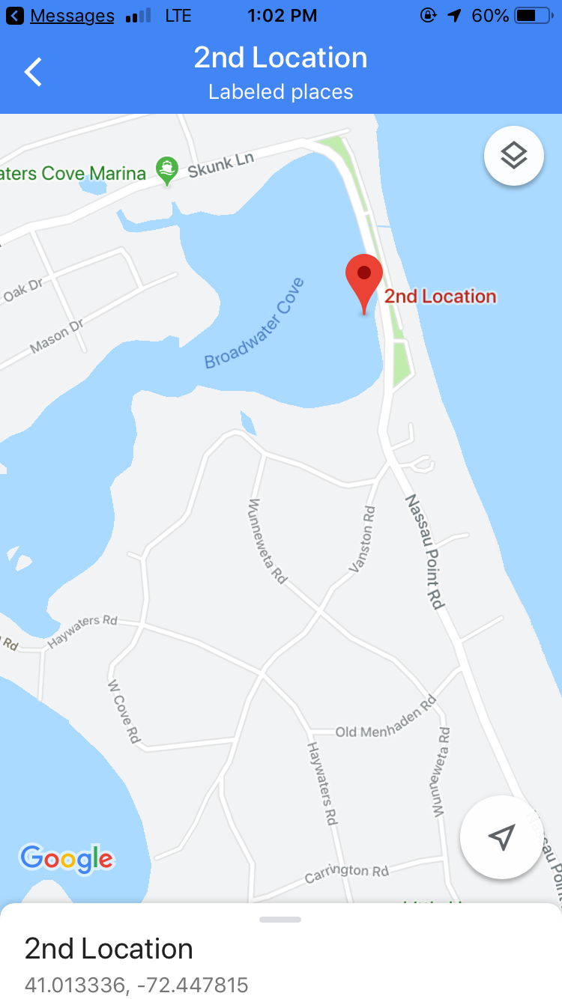 Messages LTE 1:02 PM 60%
2nd Location
Labeled places
aters Cove Marina
Skunk Ln
Oak Dr
Mason Dr
Broadwater Cove
2nd Location
Wunneweta Rd
Vanston Rd
Nassau Point Rd
Haywaters Rd
Rd
W Cove Rd
Old Menhaden Rd
Haywaters Rd
Wunneweta Rd
Nassau Point
Google
Carrington Rd
2nd Location
41.013336, -72.447815